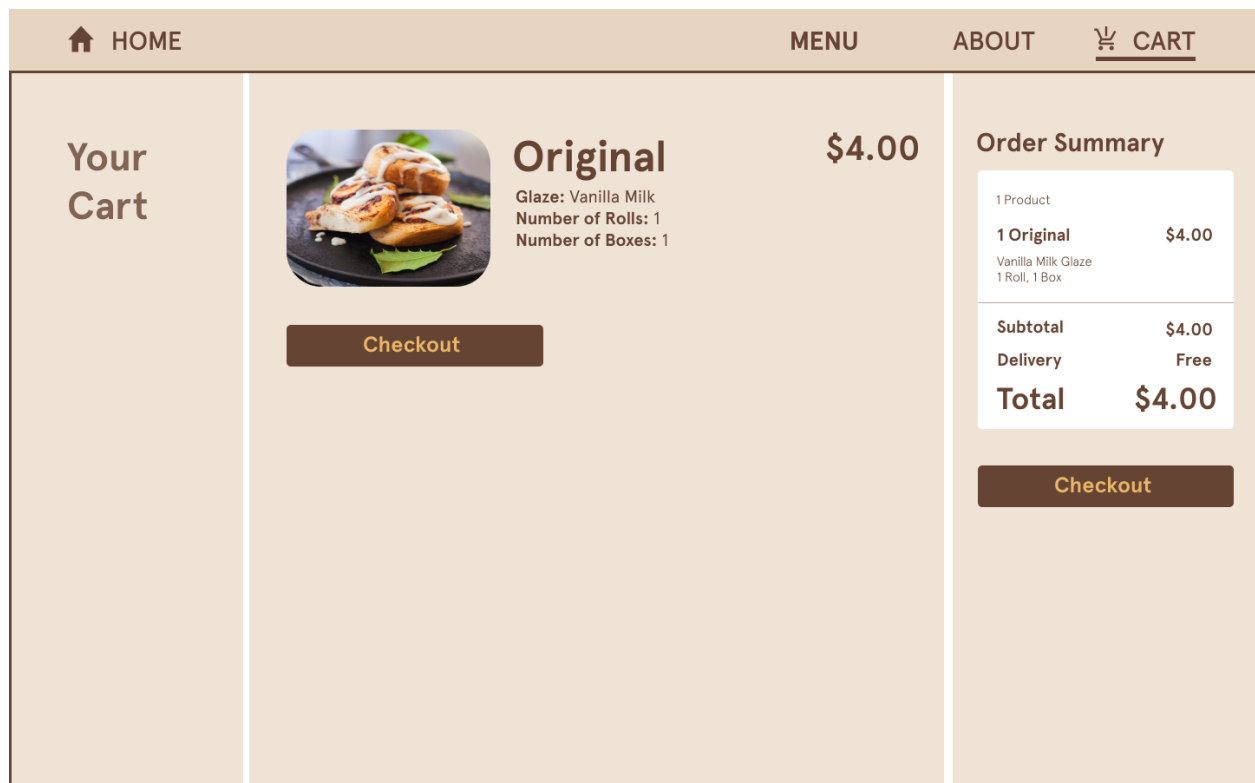 HOME
MENU
ABOUT
CART
Your
Cart
Original
$4.00
Glaze: Vanilla Milk
Number of Rolls: 1
Number of Boxes: 1
Checkout
Order Summary
1 Product
1 Original $4.00
Vanilla Milk Glaze
1 Roll, 1 Box
Subtotal $4.00
Delivery Free
Total $4.00
Checkout